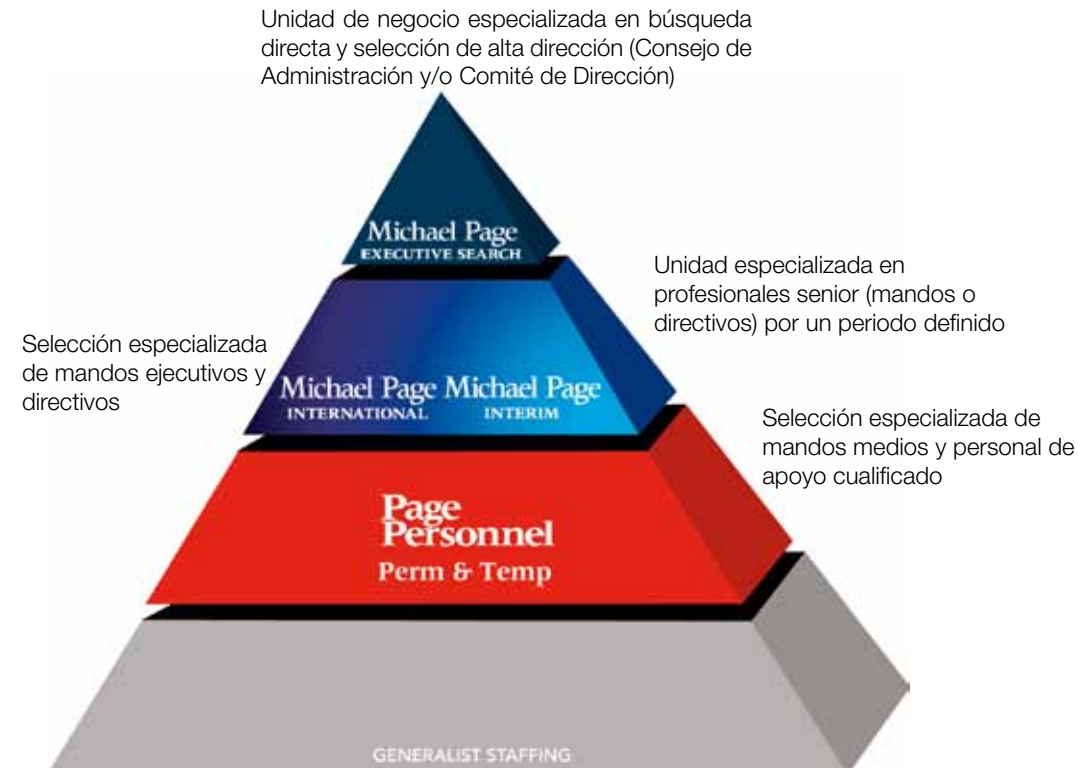 Unidad de negocio especializada en búsqueda
directa y selección de alta dirección (Consejo de
Administración y/o Comité de Dirección)
Michael Page
EXECUTIVE SEARCH
Unidad especializada en
profesionales senior (mandos o
directivos) por un periodo definido
Selección especializada
de mandos ejecutivos y
directivos
Michael Page
INTERNATIONAL
Michael Page
INTERIM
Selección especializada de
mandos medios y personal de
apoyo cualificado
Page
Personnel
Perm & Temp
GENERALIST STAFFING